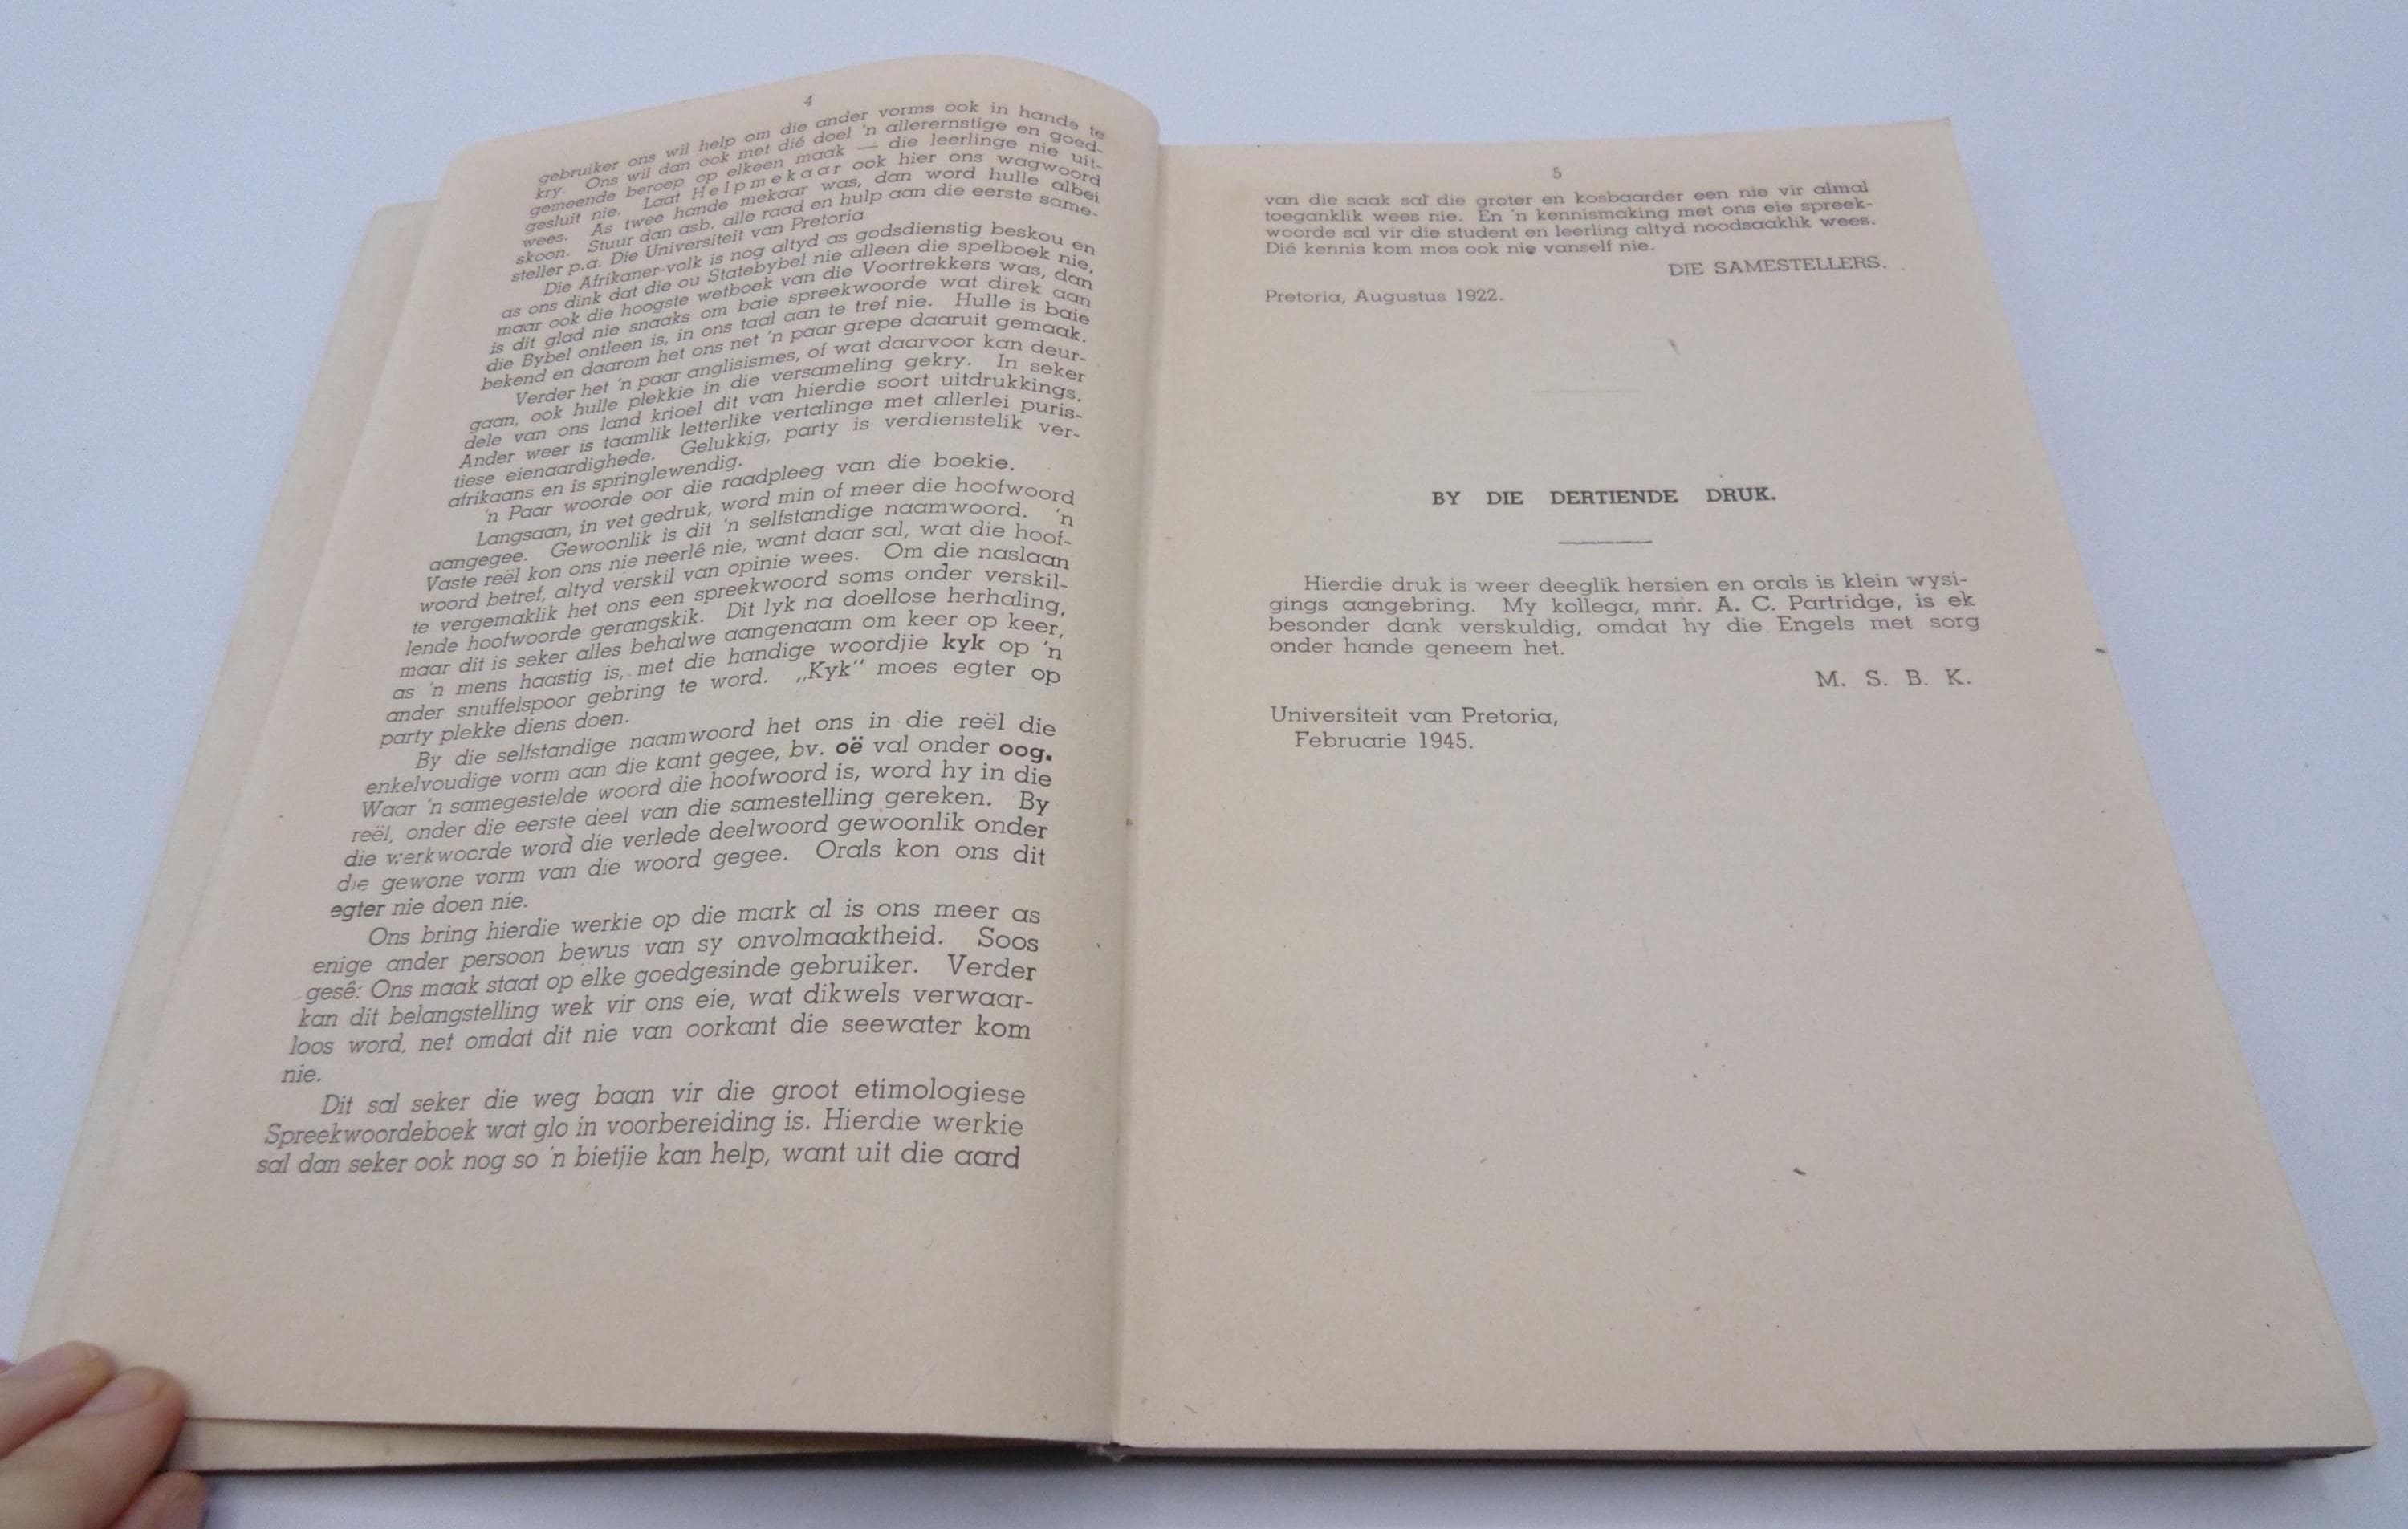 4
gebruiker ons wil help om die ander vorms ook in hande te
kry. Ons wil dan ook met dié doel 'n allerernstige en goed-
gemeende beroep op elkeen maak — die leerlinge nie uit-
gesluit nie. Laat Helpmekaar ook hier ons wagwoord
wees. As twee hande mekaar was, dan word hulle albei
skoon. Stuur dan asb. alle raad en hulp aan die eerste same-
steller p.a. Die Universiteit van Pretoria
Die Afrikaner-volk is nog altyd as godsdienstig beskou en
as ons dink dat die ou Statebybel nie alleen die spelboek nie,
maar ook die hoogste wetboek van die Voortrekkers was, dan
is dit glad nie snaaks om baie spreekwoorde wat direk aan
die Bybel ontleen is, in ons taal aan te tref nie. Hulle is baie
bekend en daarom het ons net 'n paar grepe daaruit gemaak.
Verder het 'n paar anglisismes, of wat daarvoor kan deur-
gaan, ook hulle plekkie in die versameling gekry. In seker
dele van ons land krioel dit van hierdie soort uitdrukkings.
Ander weer is taamlik letterlike vertalinge met allerlei puris-
tiese eienaardighede. Gelukkig, party is verdienstelik ver-
afrikaans en is springlewendig.
'n Paar woorde oor die raadpleeg van die boekie.
Langsaan, in vet gedruk, word min of meer die hoofwoord
aangegee. Gewoonlik is dit 'n selfstandige naamwoord. 'n
Vaste reël kon ons nie neerlê nie, want daar sal, wat die hoof-
woord betref, altyd verskil van opinie wees. Om die naslaan
te vergemaklik het ons een spreekwoord soms onder verskil-
lende hoofwoorde gerangskik. Dit lyk na doellose herhaling,
maar dit is seker alles behalwe aangenaam om keer op keer,
as 'n mens haastig is, met die handige woordjie kyk op 'n
ander snuffelspoor gebring te word. „Kyk" moes egter op
party plekke diens doen.
By die selfstandige naamwoord het ons in die reël die
enkelvoudige vorm aan die kant gegee, bv. oë val onder oog.
Waar 'n samegestelde woord die hoofwoord is, word hy in die
reël, onder die eerste deel van die samestelling gereken. By
die werkwoorde word die verlede deelwoord gewoonlik onder
die gewone vorm van die woord gegee. Orals kon ons dit
egter nie doen nie.
Ons bring hierdie werkie op die mark al is ons meer as
enige ander persoon bewus van sy onvolmaaktheid. Soos
gesê: Ons maak staat op elke goedgesinde gebruiker. Verder
kan dit belangstelling wek vir ons eie, wat dikwels verwaar-
loos word, net omdat dit nie van oorkant die seewater kom
nie.
Dit sal seker die weg baan vir die groot etimologiese
Spreekwoordeboek wat glo in voorbereiding is. Hierdie werkie
sal dan seker ook nog so 'n bietjie kan help, want uit die aard
5
van die saak sal die groter en kosbaarder een nie vir almal
toeganklik wees nie. En 'n kennismaking met ons eie spreek-
woorde sal vir die student en leerling altyd noodsaaklik wees.
Dié kennis kom mos ook nie vanself nie.
DIE SAMESTELLERS.
Pretoria, Augustus 1922.
BY DIE DERTIENDE DRUK.
Hierdie druk is weer deeglik hersien en orals is klein wysi-
gings aangebring. My kollega, mnr. A. C. Partridge, is ek
besonder dank verskuldig, omdat hy die Engels met sorg
onder hande geneem het.
M. S. B. K.
Universiteit van Pretoria,
Februarie 1945.